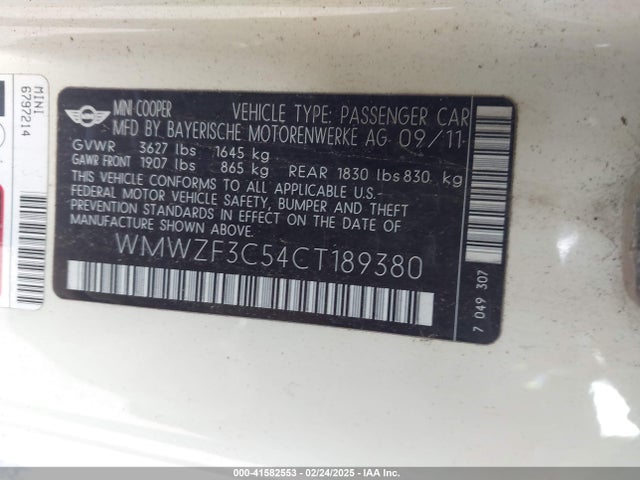 MINI
6797214
MINI COOPER
VEHICLE TYPE: PASSENGER CAR
MFD BY BAYERISCHE MOTORENWERKE AG 09/11
GVWR 3627 lbs 1645 kg
GAWR FRONT 1907 lbs 865 kg REAR 1830 lbs 830 kg
THIS VEHICLE CONFORMS TO ALL APPLICABLE U.S.
FEDERAL MOTOR VEHICLE SAFETY, BUMPER AND THEFT
PREVENTION STANDARDS IN EFFECT ON THE DATE OF
MANUFACTURE SHOWN ABOVE.
WMWZF3C54CT189380
7 049 307
000-41582553 - 02/24/2025 - IAA Inc.